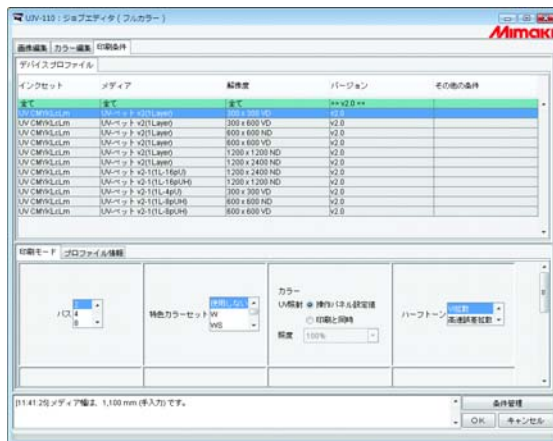 UJV-110 : ジョブエディタ ( フルカラー )
Mimaki
画像編集 カラー編集 印刷条件
デバイスプロファイル
インクセット メディア 解像度 バージョン その他の条件
全て 全て 全て == v2.0 ==
UV CMYKLcLm UV-ペット v2(1Layer) 300 x 300 VD v2.0
UV CMYKLcLm UV-ペット v2(1Layer) 300 x 600 VD v2.0
UV CMYKLcLm UV-ペット v2(1Layer) 600 x 600 ND v2.0
UV CMYKLcLm UV-ペット v2(1Layer) 600 x 600 VD v2.0
UV CMYKLcLm UV-ペット v2(1Layer) 1200 x 1200 ND v2.0
UV CMYKLcLm UV-ペット v2(1Layer) 1200 x 2400 ND v2.0
UV CMYKLcLm UV-ペット v2-1(1L-16pU) 1200 x 2400 ND v2.0
UV CMYKLcLm UV-ペット v2-1(1L-16pUH) 1200 x 1200 ND v2.0
UV CMYKLcLm UV-ペット v2-1(1L-4pU) 300 x 300 VD v2.0
UV CMYKLcLm UV-ペット v2-1(1L-8pUH) 600 x 600 ND v2.0
UV CMYKLcLm UV-ペット v2-1(1L-8pUH) 600 x 600 VD v2.0
印刷モード プロファイル情報
カラー
パス 4 8
特色カラーセット 使用しない W WS
UV照射 操作パネル設定値
印刷と同時
照度 100%
ハーフトーン 高速誤差拡散
[11:41:25] メディア幅は、1,100 mm (手入力) です。
条件管理
OK キャンセル